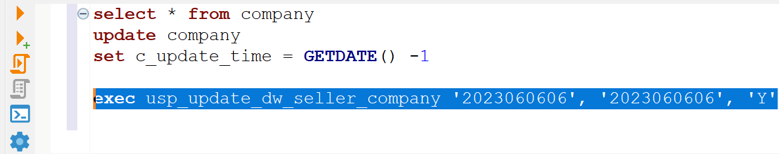 select * from company
update company
set c_update_time = GETDATE() -1
exec usp_update_dw_seller_company '2023060606', '2023060606', 'Y'